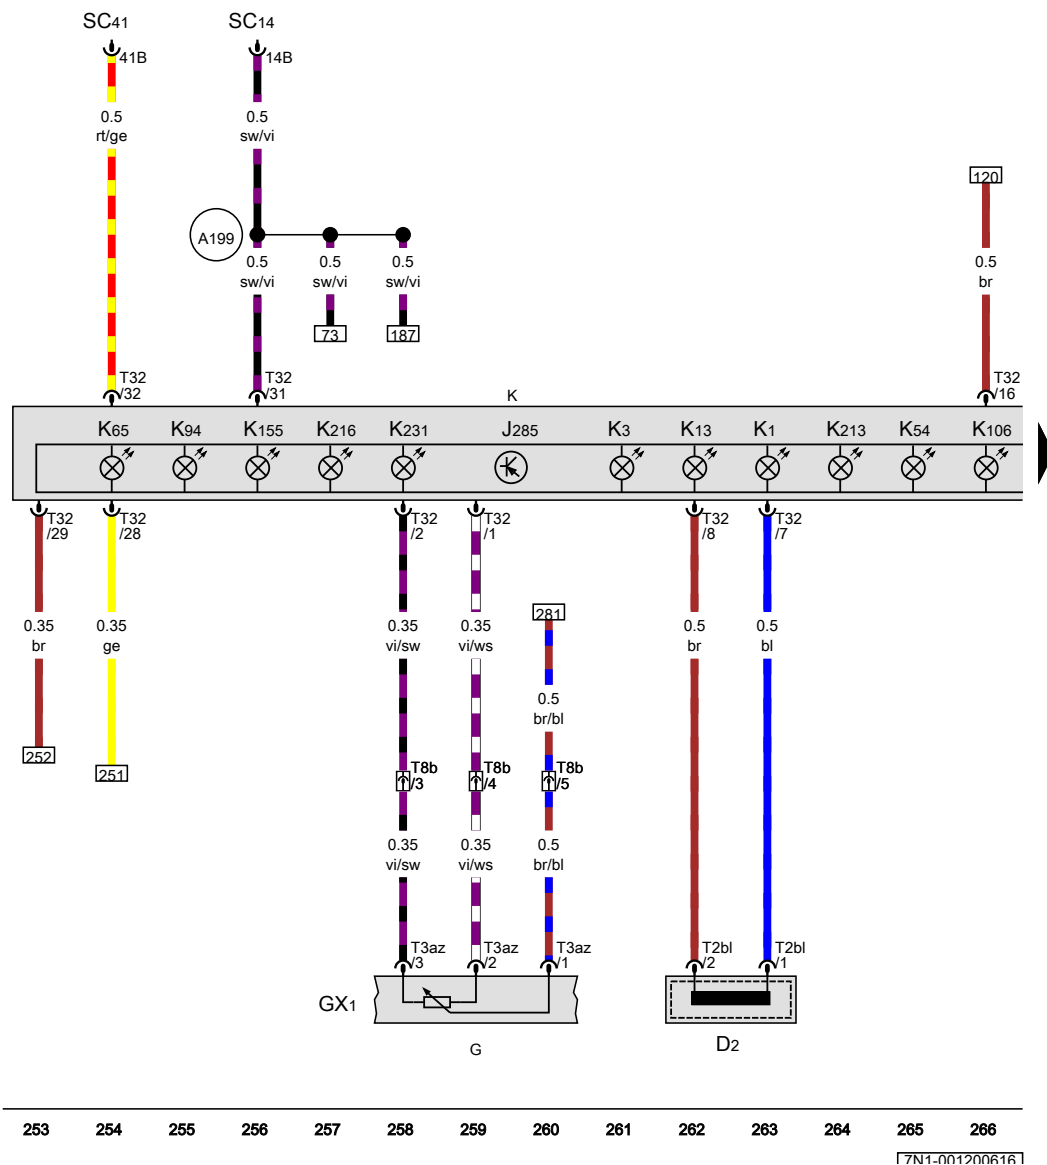 SC41 SC14
41B 14B
0.5 0.5
rt/ge sw/vi
120
A199
0.5 0.5 0.5 0.5
sw/vi sw/vi sw/vi br
73 187
T32 T32 T32
/32 /31 K /16
K65 K94 K155 K216 K231 J285 K3 K13 K1 K213 K54 K106
T32 T32 T32 T32 T32 T32
/29 /28 /2 /1 /8 /7
281
0.35 0.35 0.35 0.35 0.5 0.5
br ge vi/sw vi/ws br bl
0.5
br/bl
252
251
T8b T8b T8b
/3 /4 /5
0.35 0.35 0.5
vi/sw vi/ws br/bl
T3az T3az T3az T2bl T2bl
/3 /2 /1 /2 /1
GX1
G D2
253 254 255 256 257 258 259 260 261 262 263 264 265 266
7N1-001200616